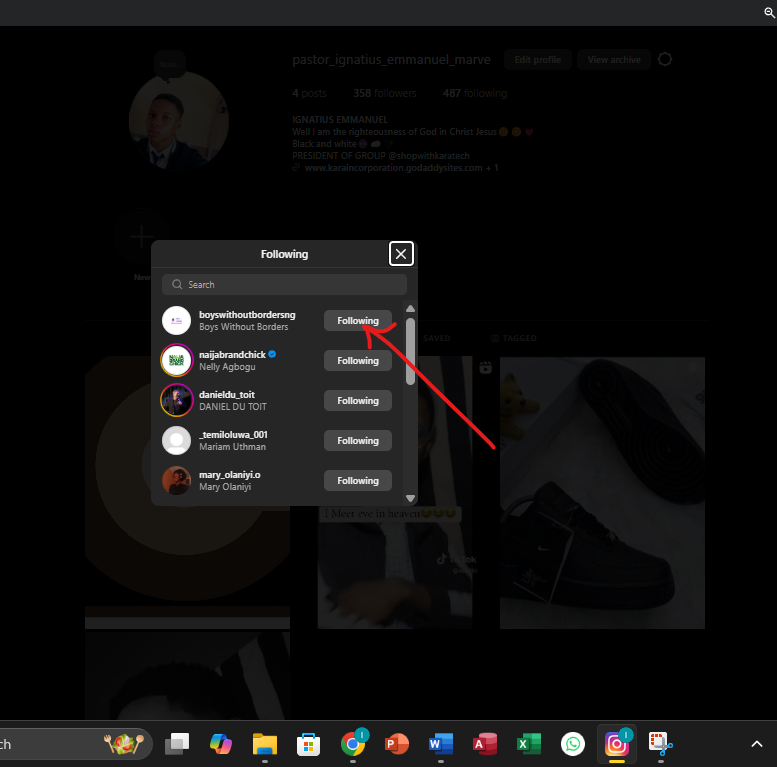 pastor_ignatius_emmanuel_marve Edit profile View archive
4 posts 358 followers 487 following
IGNATIUS EMMANUEL
Well I am the righteousness of God in Christ Jesus
Black and white
PRESIDENT OF GROUP @shopwithkaratech
www.karaincorporation.godaddysites.com + 1
New
Following
Search
boyswithoutbordersng
Boys Without Borders
Following
naijabrandchick
Nelly Agbogu
Following
danieldu_toit
DANIEL DU TOIT
Following
_temiloluwa_001
Mariam Uthman
Following
mary_olaniyi.o
Mary Olaniyi
Following
SAVED
TAGGED
I Meet eve in heaven
TikTok
ch